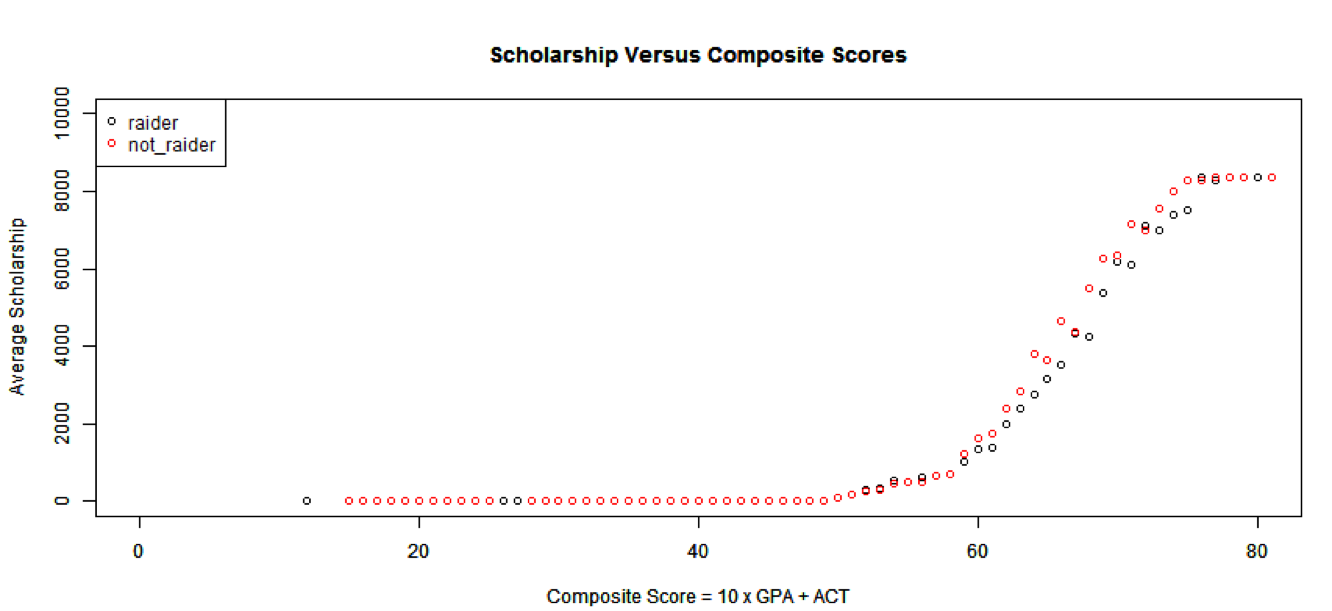 Scholarship Versus Composite Scores
raider
not_raider
Average Scholarship
10000
8000
6000
4000
2000
0
0 20 40 60 80
Composite Score = 10 x GPA + ACT